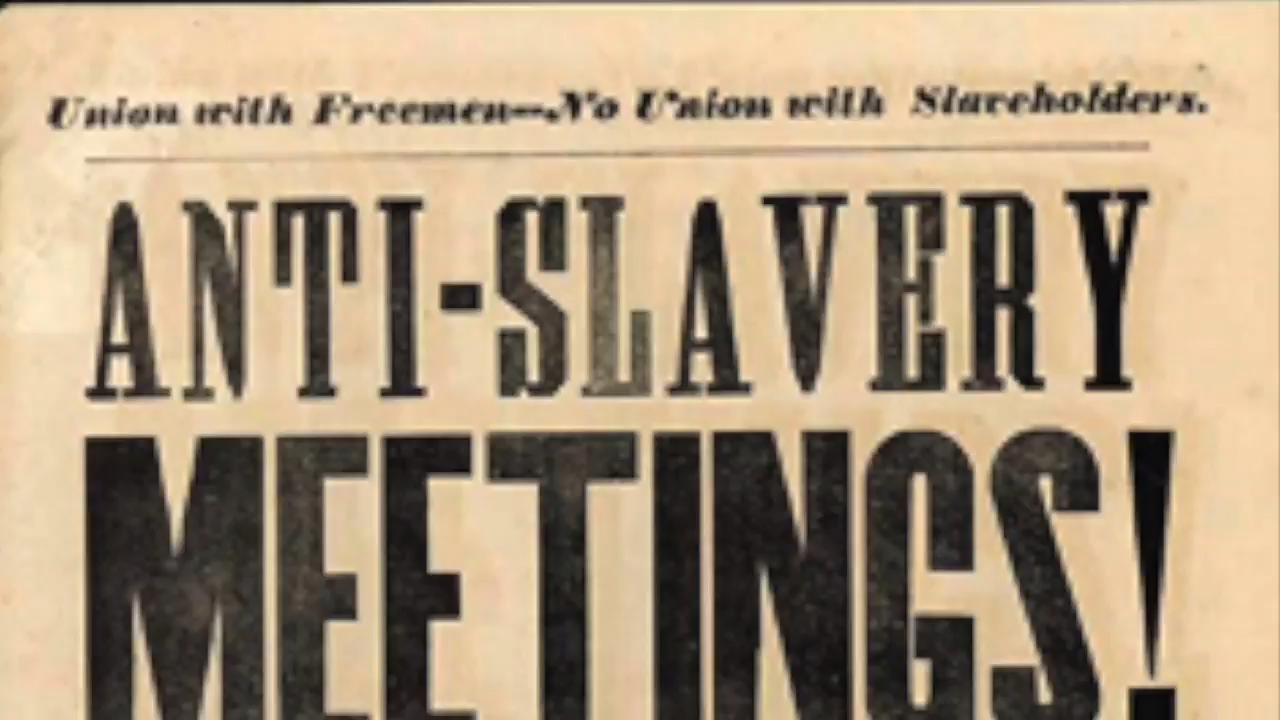 Union with Freemen—No Union with Slaveholders.
ANTI-SLAVERY
MEETINGS!